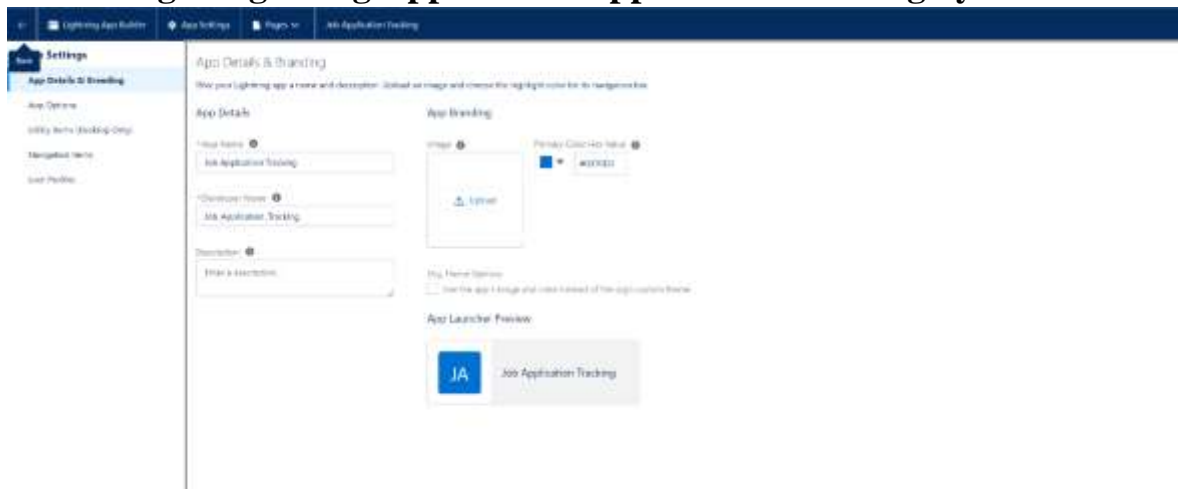 Lightning App Builder App Settings Pages Job Application Tracking
Settings
Back
App Details & Branding
App Options
Utility Items (Desktop Only)
Navigation Items
User Profiles
App Details & Branding
Give your Lightning app a name and description. Upload an image and choose the highlight color for its navigation bar.
App Details
*App Name
Job Application Tracking
*Developer Name
Job_Application_Tracking
Description
Enter a description
App Branding
Image
Primary Color Hex Value
Upload
Org Theme Options
Use the app's image and color instead of the org's custom theme
App Launcher Preview
JA
Job Application Tracking